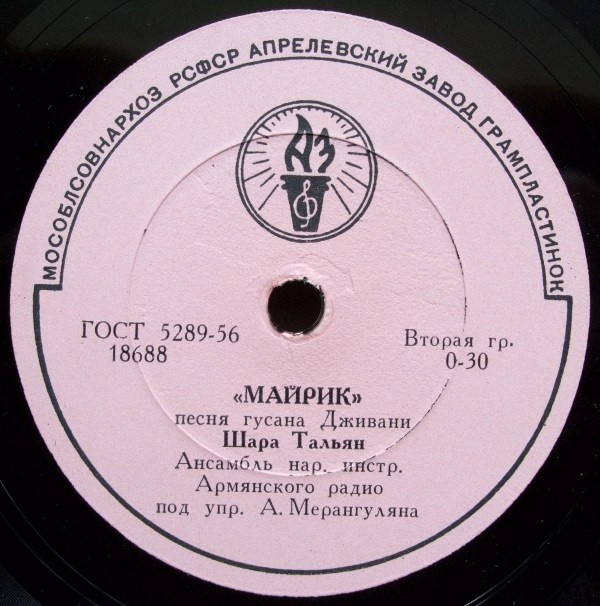 МОСОБЛСОВНАРХОЗ РСФСР АПРЕЛЕВСКИЙ ЗАВОД ГРАМПЛАСТИНОК
АЗ
ГОСТ 5289-56
18688
Вторая гр.
0-30
«МАЙРИК»
песня гусана Дживани
Шара Тальян
Ансамбль нар. инстр.
Армянского радио
под упр. А. Мерангуляна